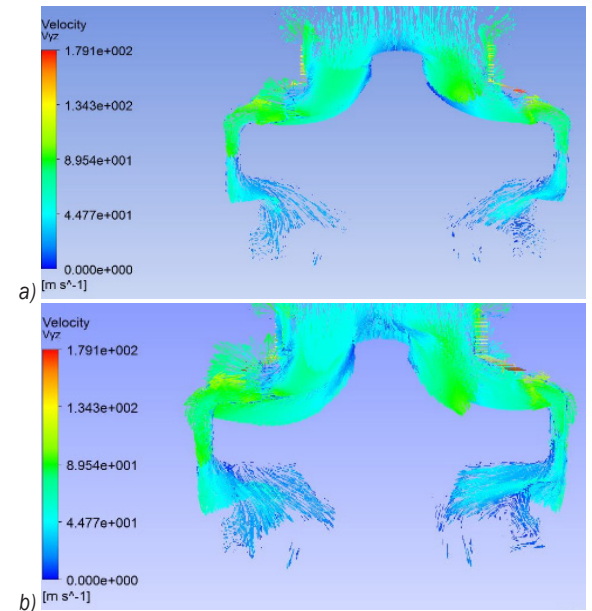 Velocity
Vyz
1.791e+002
1.343e+002
8.954e+001
4.477e+001
0.000e+000
[m s^-1]
a)
Velocity
Vyz
1.791e+002
1.343e+002
8.954e+001
4.477e+001
0.000e+000
[m s^-1]
b)